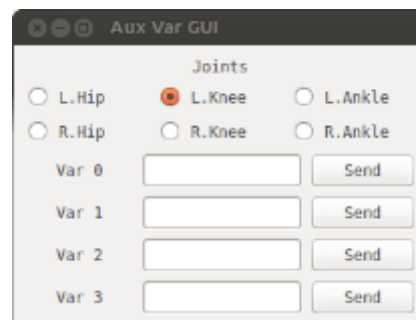 Aux Var GUI
Joints
L.Hip L.Knee L.Ankle
R.Hip R.Knee R.Ankle
Var 0 Send
Var 1 Send
Var 2 Send
Var 3 Send